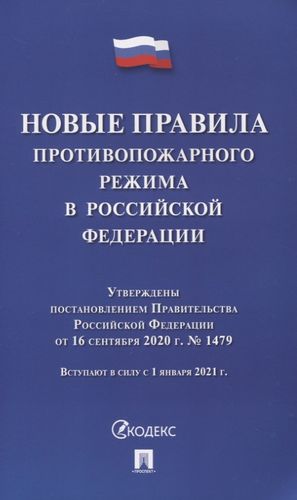 НОВЫЕ ПРАВИЛА
ПРОТИВОПОЖАРНОГО
РЕЖИМА
В РОССИЙСКОЙ
ФЕДЕРАЦИИ
Утверждены
постановлением Правительства
Российской Федерации
от 16 сентября 2020 г. № 1479
Вступают в силу с 1 января 2021 г.
КОДЕКС
ПРОСПЕКТ